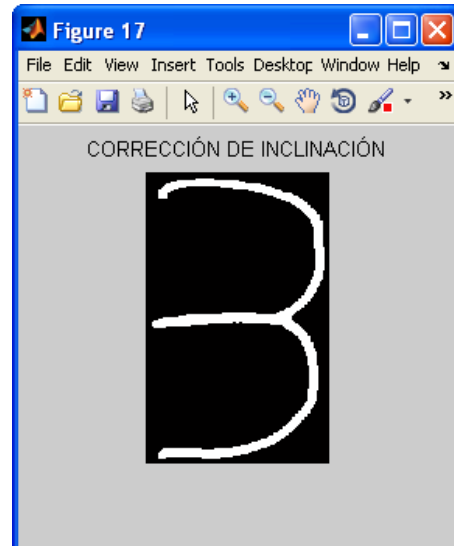 Figure 17
File Edit View Insert Tools Desktop Window Help
CORRECCIÓN DE INCLINACIÓN
3